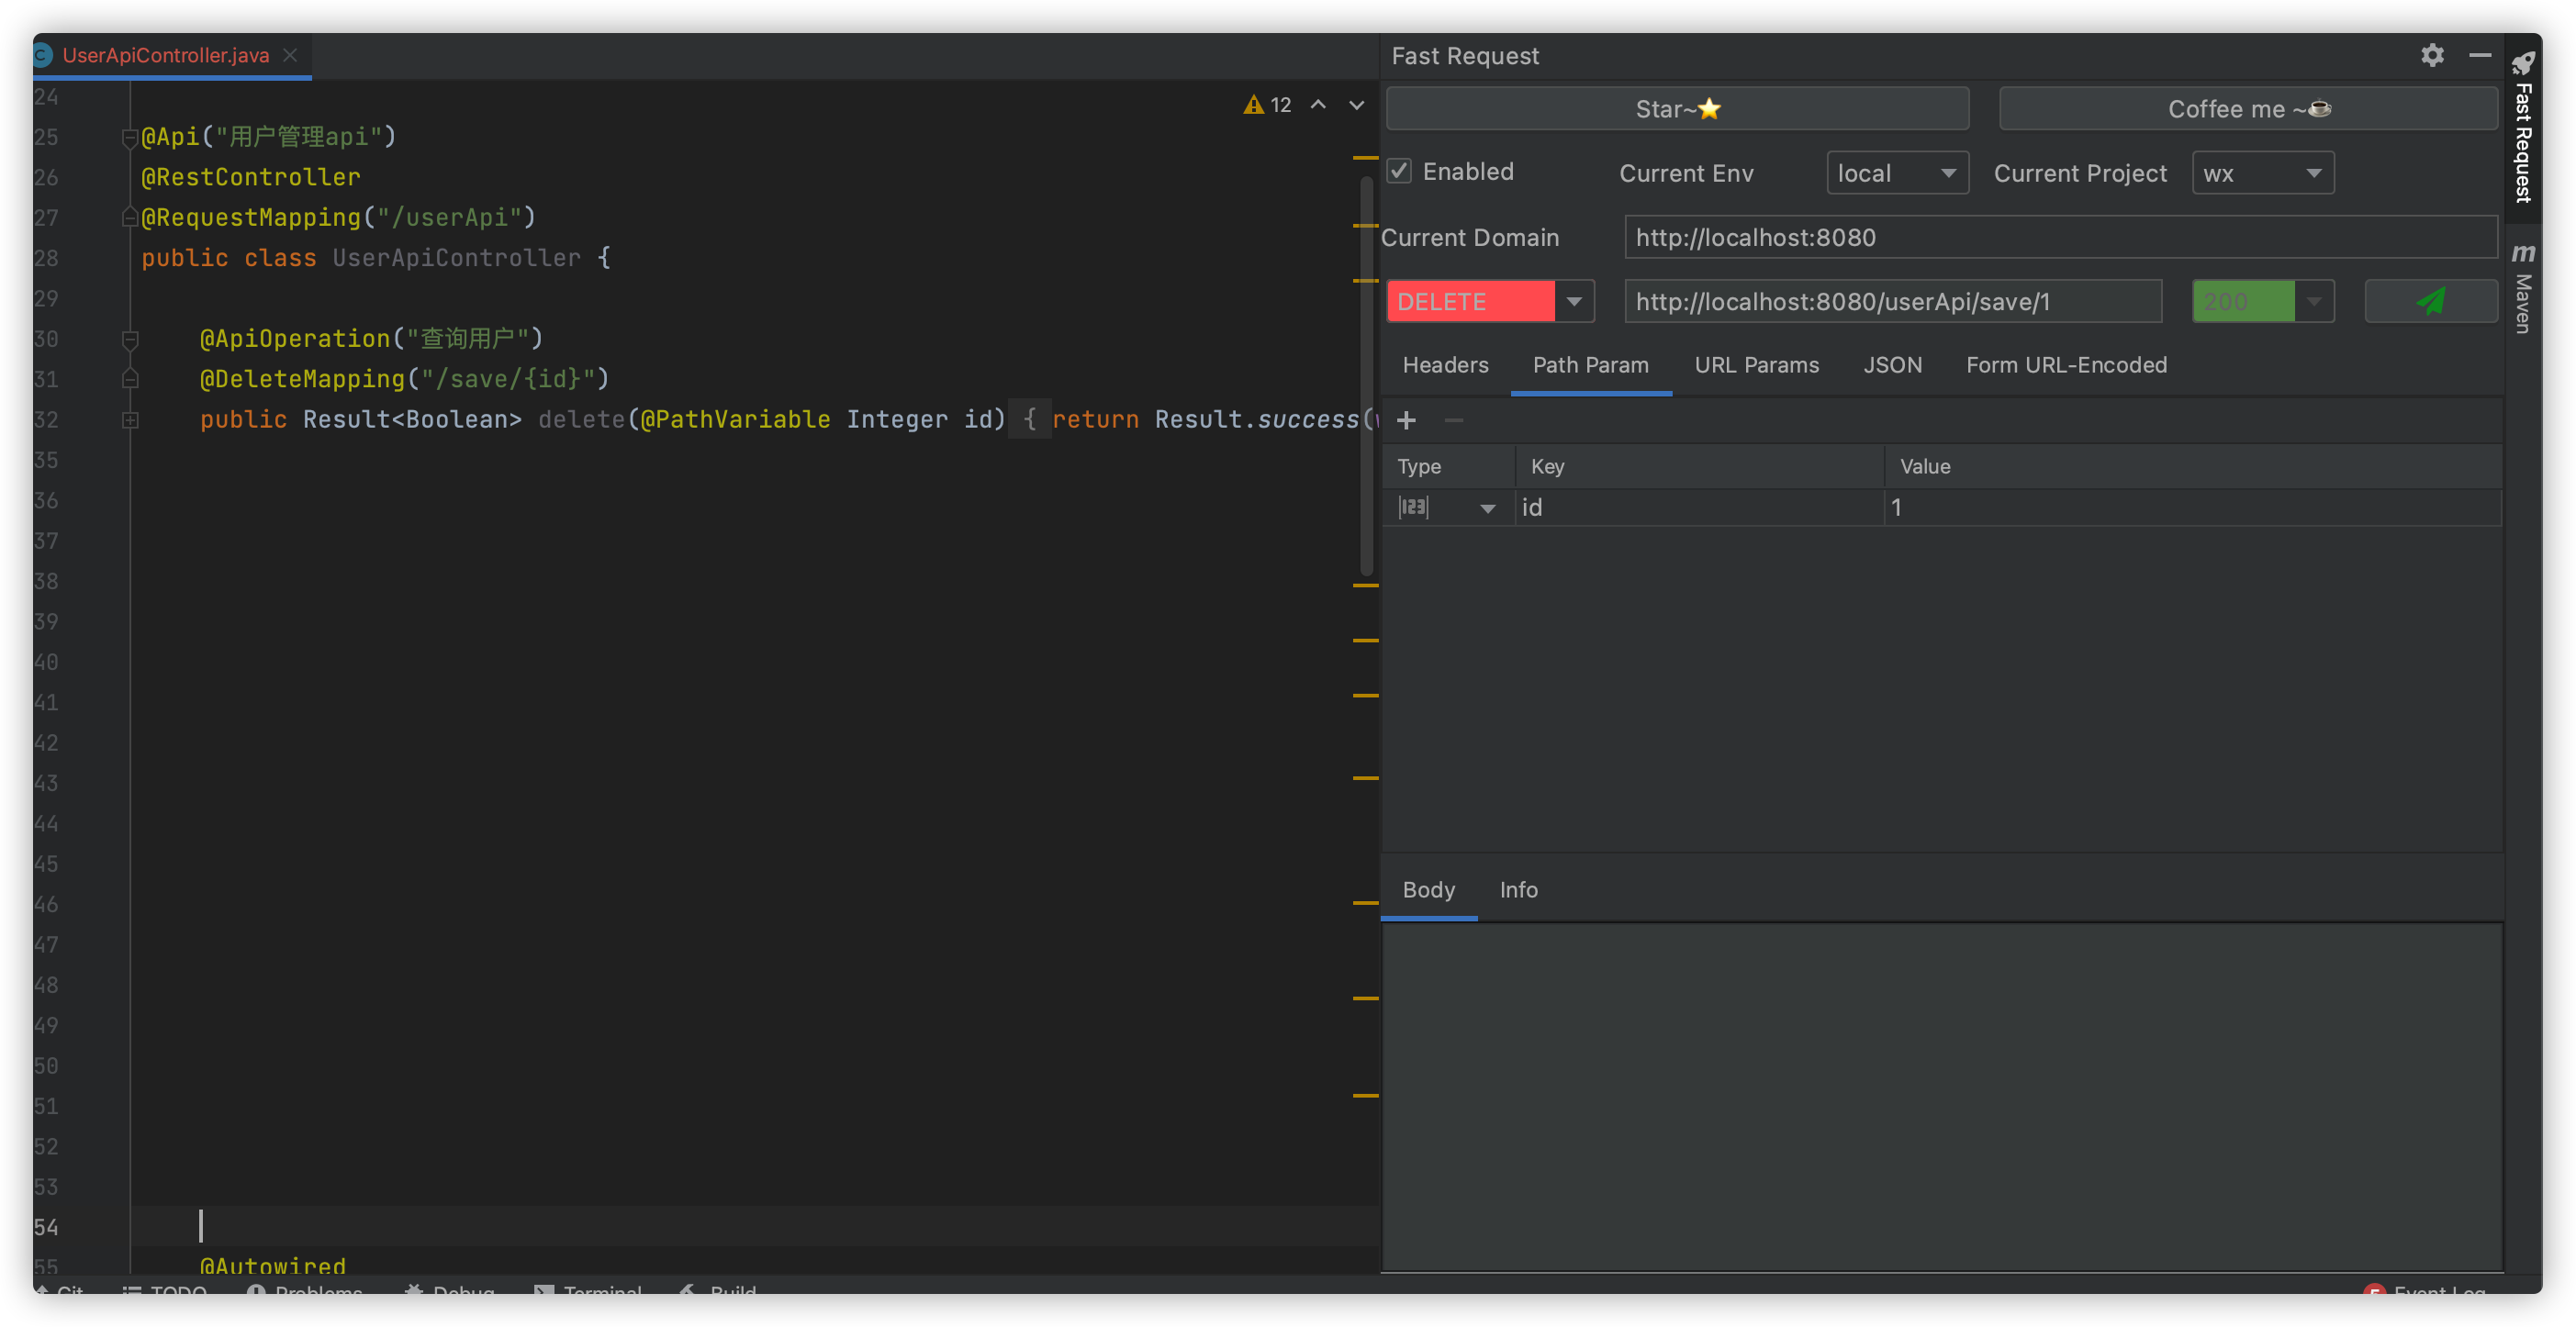 UserApiController.java
12
24
25 @Api("用户管理api")
26 @RestController
27 @RequestMapping("/userApi")
28 public class UserApiController {
29
30 @ApiOperation("查询用户")
31 @DeleteMapping("/save/{id}")
32 public Result<Boolean> delete(@PathVariable Integer id) { return Result.success(
35
36
37
38
39
40
41
42
43
44
45
46
47
48
49
50
51
52
53
54
55 @Autowired
Git TODO Problems Debug Terminal Build
Fast Request
Star~⭐ Coffee me ~☕
Enabled Current Env local Current Project wx
Current Domain http://localhost:8080
DELETE http://localhost:8080/userApi/save/1 200
Headers Path Param URL Params JSON Form URL-Encoded
Type Key Value
123 id 1
Body Info
Event Log
Fast Request
m Maven